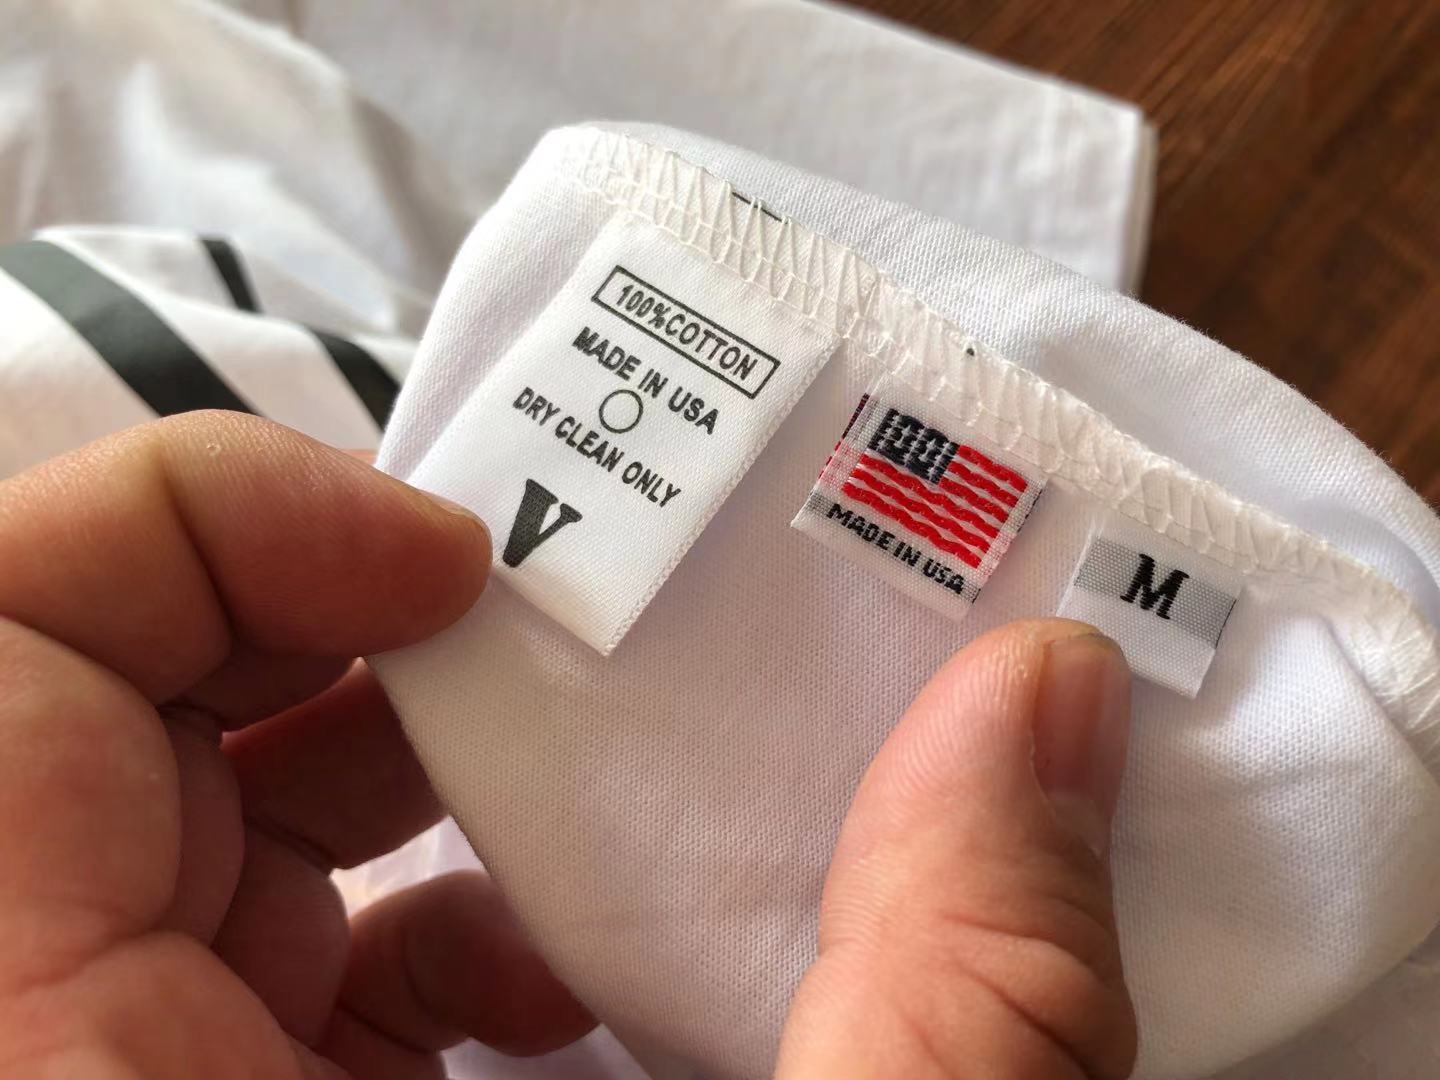 100%COTTON
MADE IN USA
DRY CLEAN ONLY
V
MADE IN USA
M